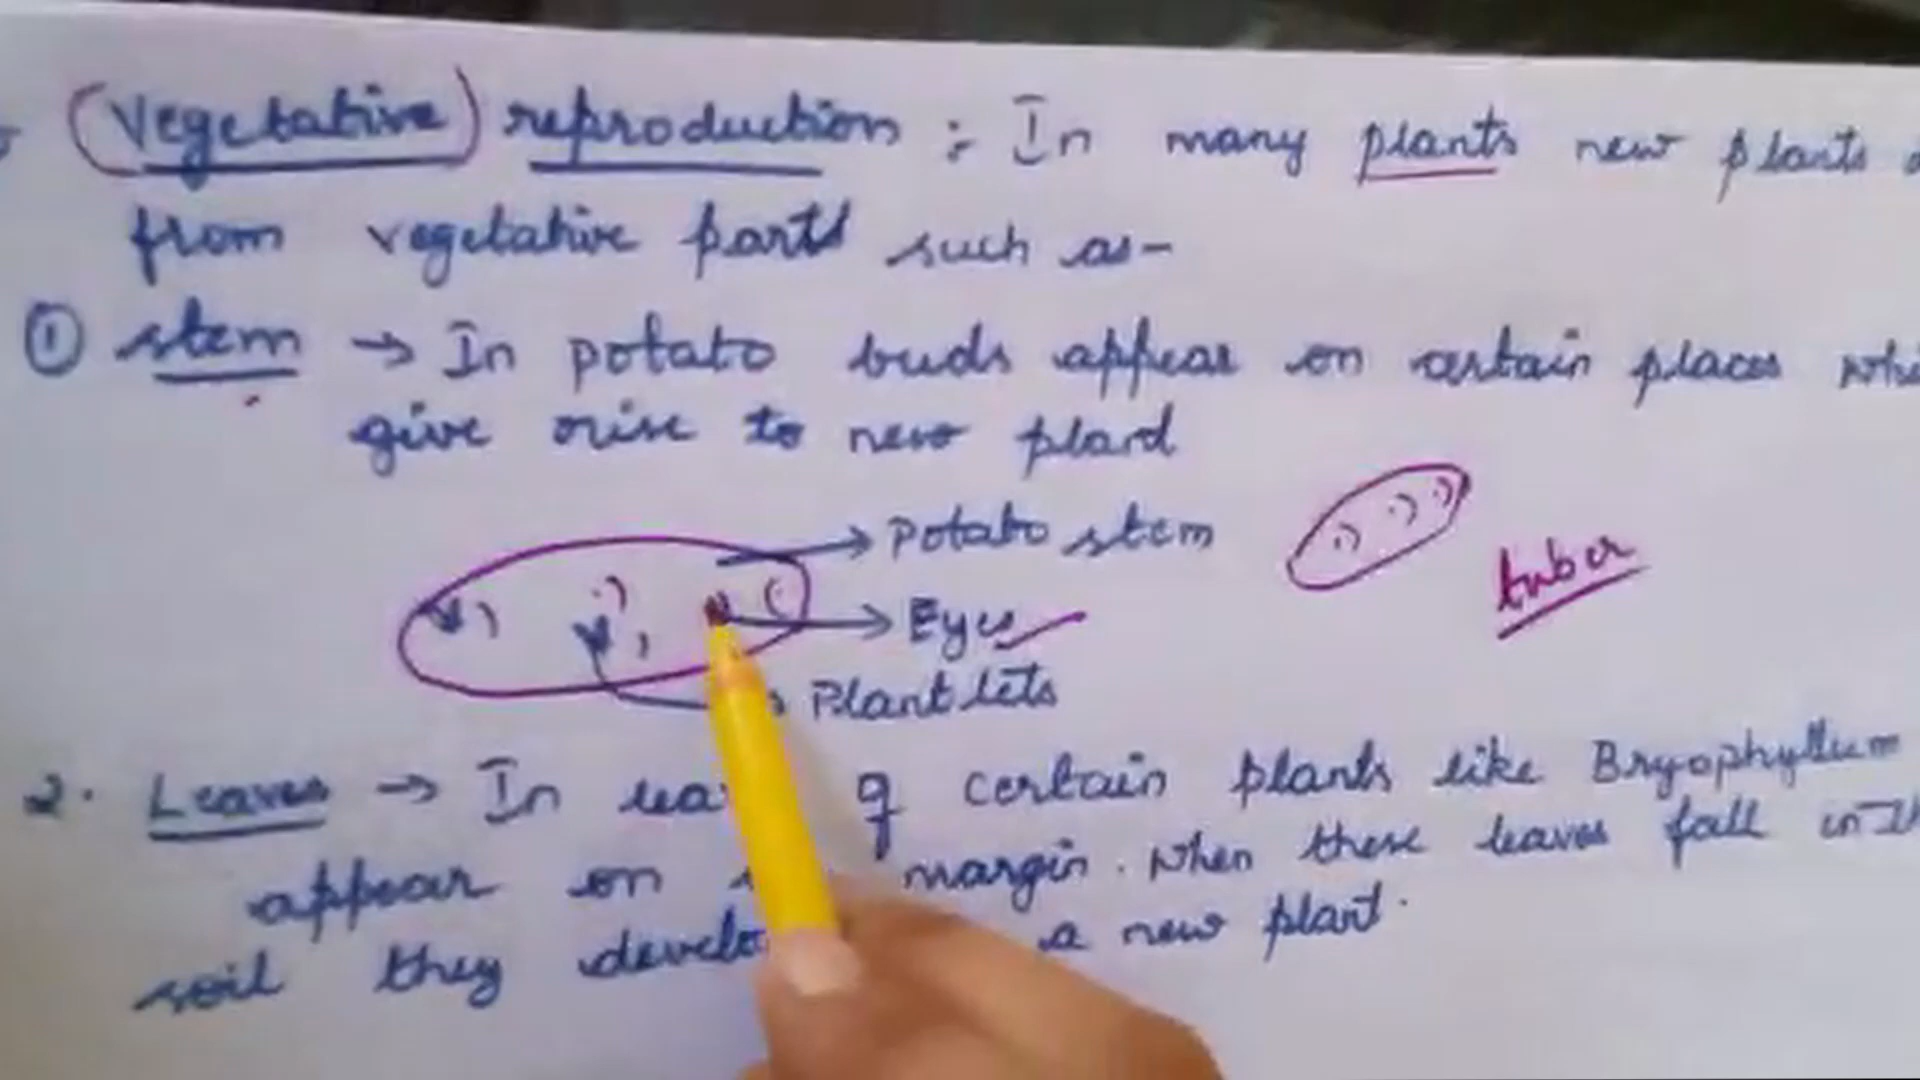 (Vegetative) reproduction : In many plants new plants
from vegetative parts such as-
① stem → In potato buds appear on certain places
give rise to new plant
→ Potato stem
tuber
→ Eyes
Plantlets
2. Leaves → In of certain plants like Bryophyllum
appear on margin. When these leaves fall in
soil they a new plant.